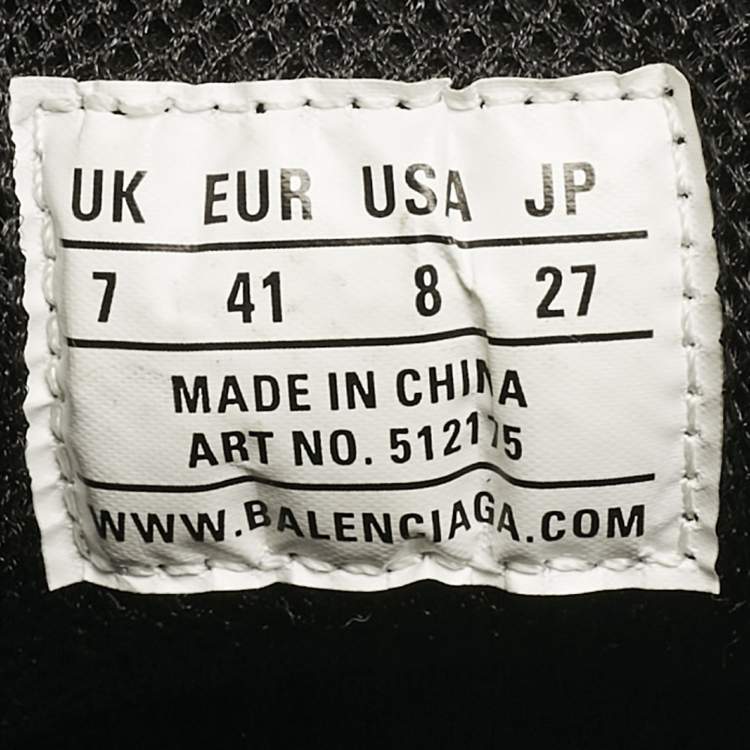 UK EUR USA JP
7 41 8 27
MADE IN CHINA
ART NO. 512175
WWW.BALENCIAGA.COM